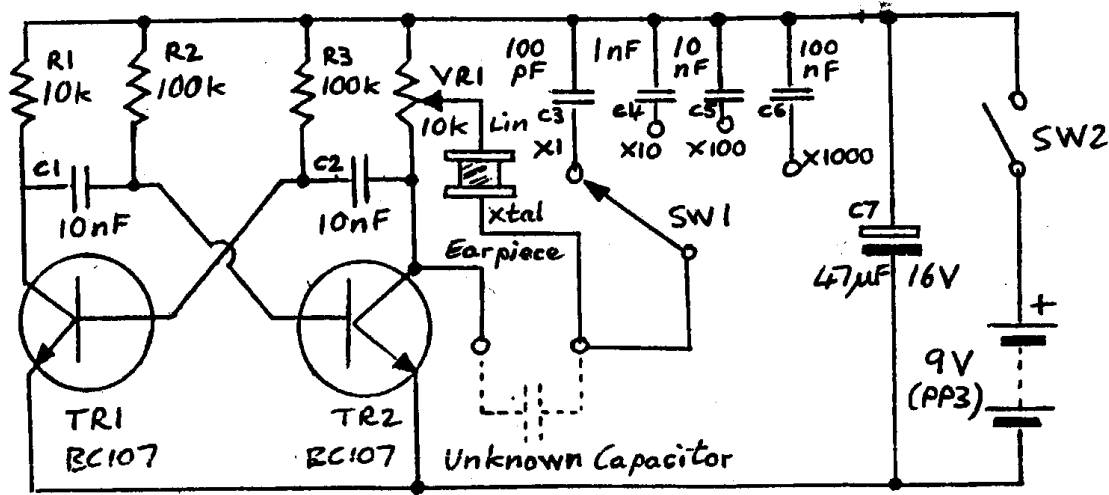 R1
10k
R2
100k
R3
100k
VR1
10k Lin
100
pF
C3
X1
1nF
C4
X10
10
nF
C5
X100
100
nF
C6
X1000
SW2
C1
10nF
C2
10nF
xtal
Earpiece
SW1
C7
47µF 16V
+
9V
(PP3)
TR1
BC107
TR2
BC107
Unknown Capacitor